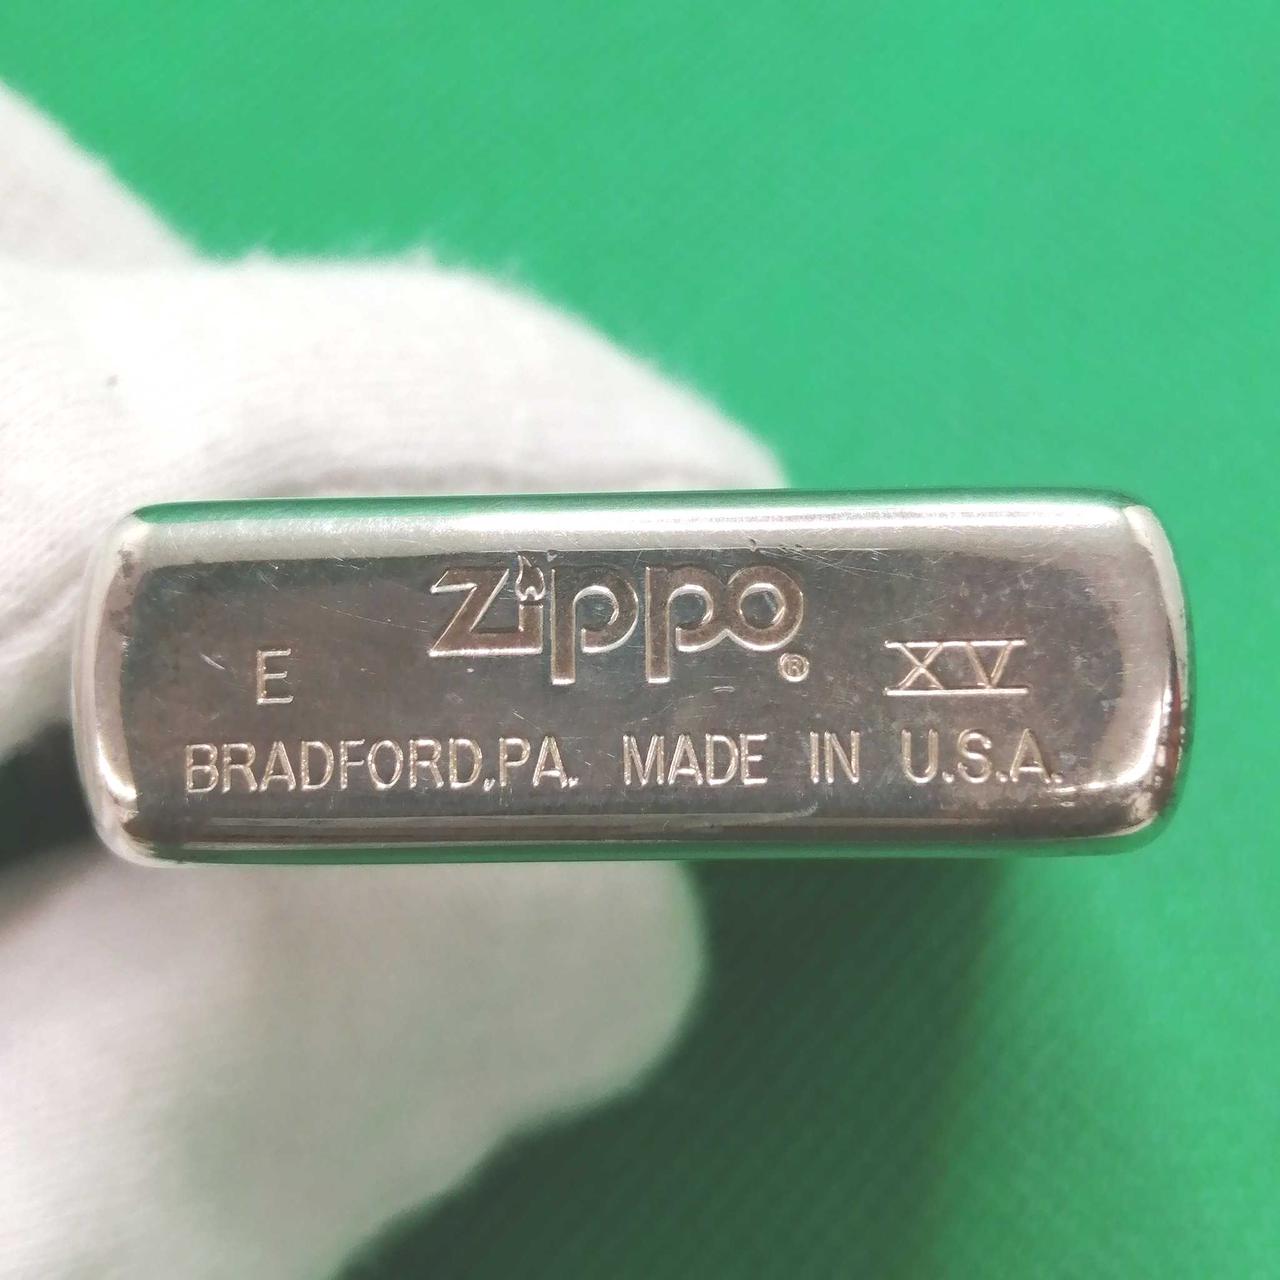 Zippo®
E XV
BRADFORD,PA. MADE IN U.S.A.